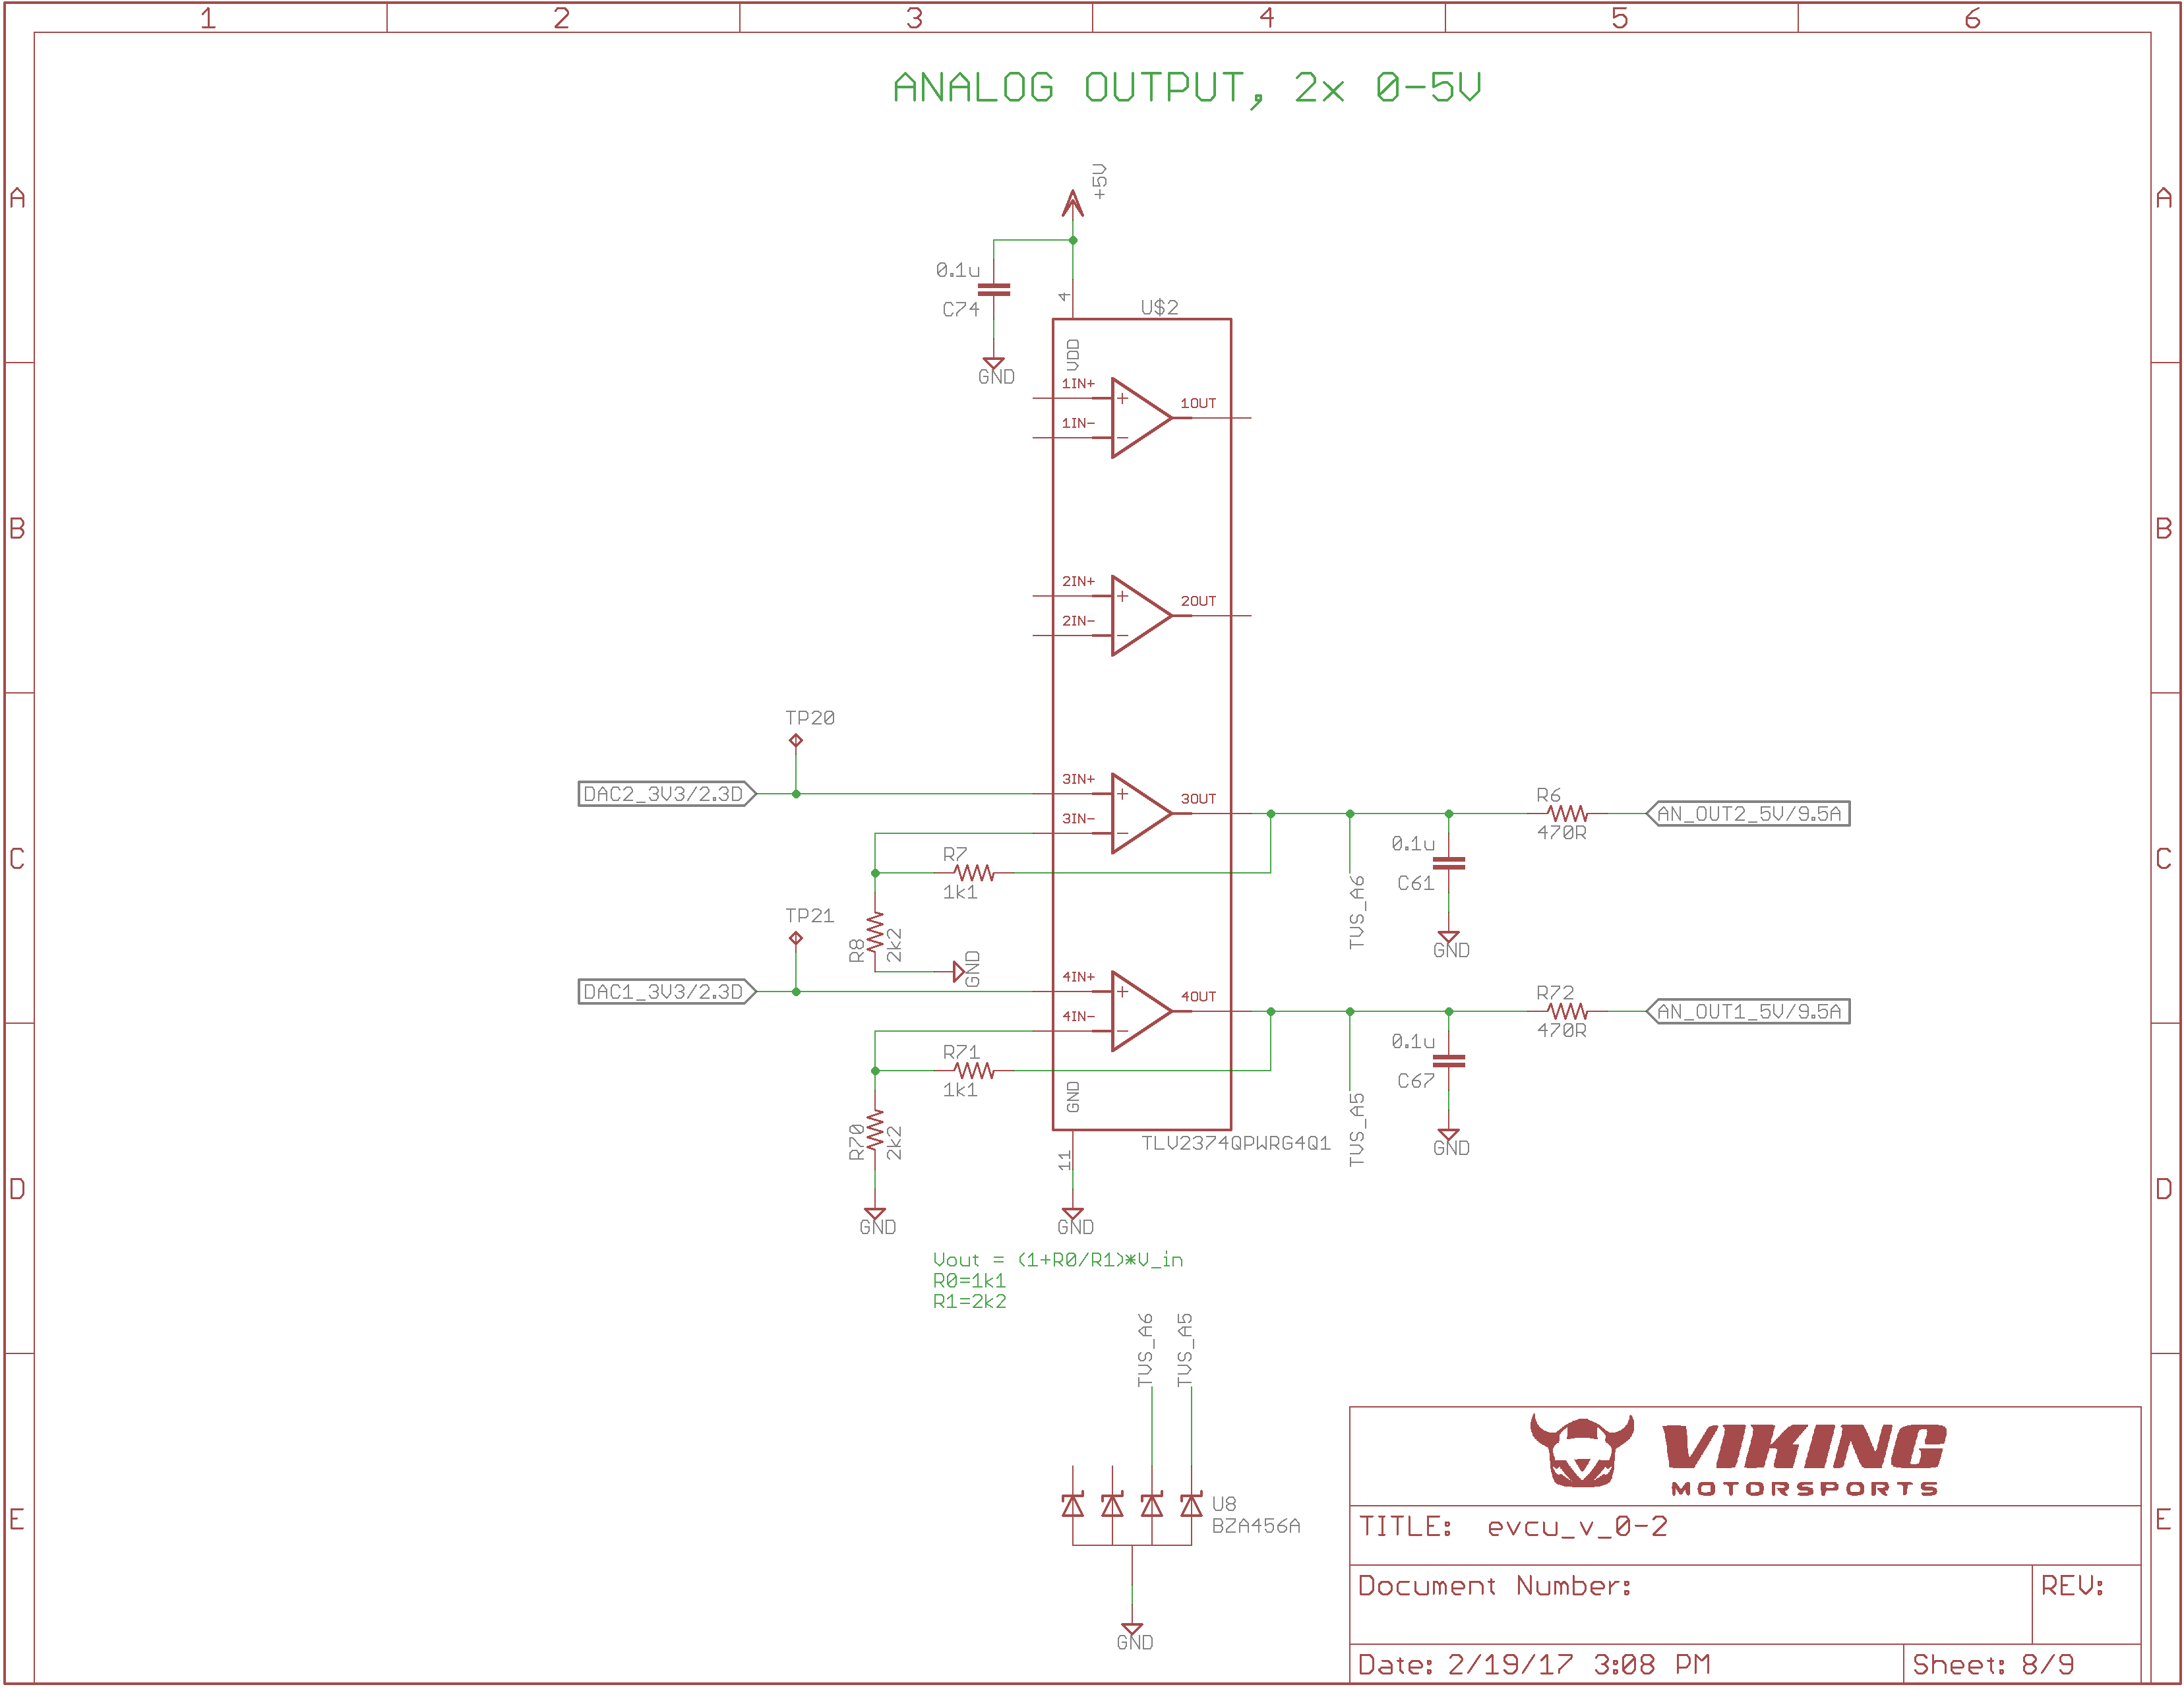 1 2 3 4 5 6
ANALOG OUTPUT, 2x 0-5V
A A
+5V
0.1u
C74
GND
4
U$2
VDD
1IN+
1IN-
1OUT
B B
2IN+
2IN-
2OUT
TP20
DAC2_3V3/2.3D
3IN+
3IN-
3OUT
R6
470R
AN_OUT2_5V/9.5A
C C
R7
1k1
0.1u
C61
GND
TVS_A6
TP21
R8
2k2
GND
DAC1_3V3/2.3D
4IN+
4IN-
4OUT
R72
470R
AN_OUT1_5V/9.5A
R71
1k1
0.1u
C67
GND
TVS_A5
GND
R70
2k2
TLV2374QPWRG4Q1
11
D D
GND
GND
Vout = (1+R0/R1)*V_in
R0=1k1
R1=2k2
TVS_A6
TVS_A5
E E
U8
BZA456A
GND
VIKING
MOTORSPORTS
TITLE: evcu_v_0-2
Document Number:
REV:
Date: 2/19/17 3:08 PM
Sheet: 8/9